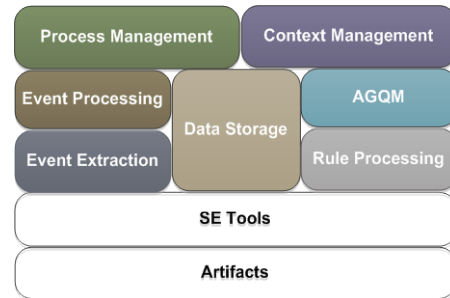 Process Management
Context Management
Event Processing
Data Storage
AGQM
Event Extraction
Rule Processing
SE Tools
Artifacts